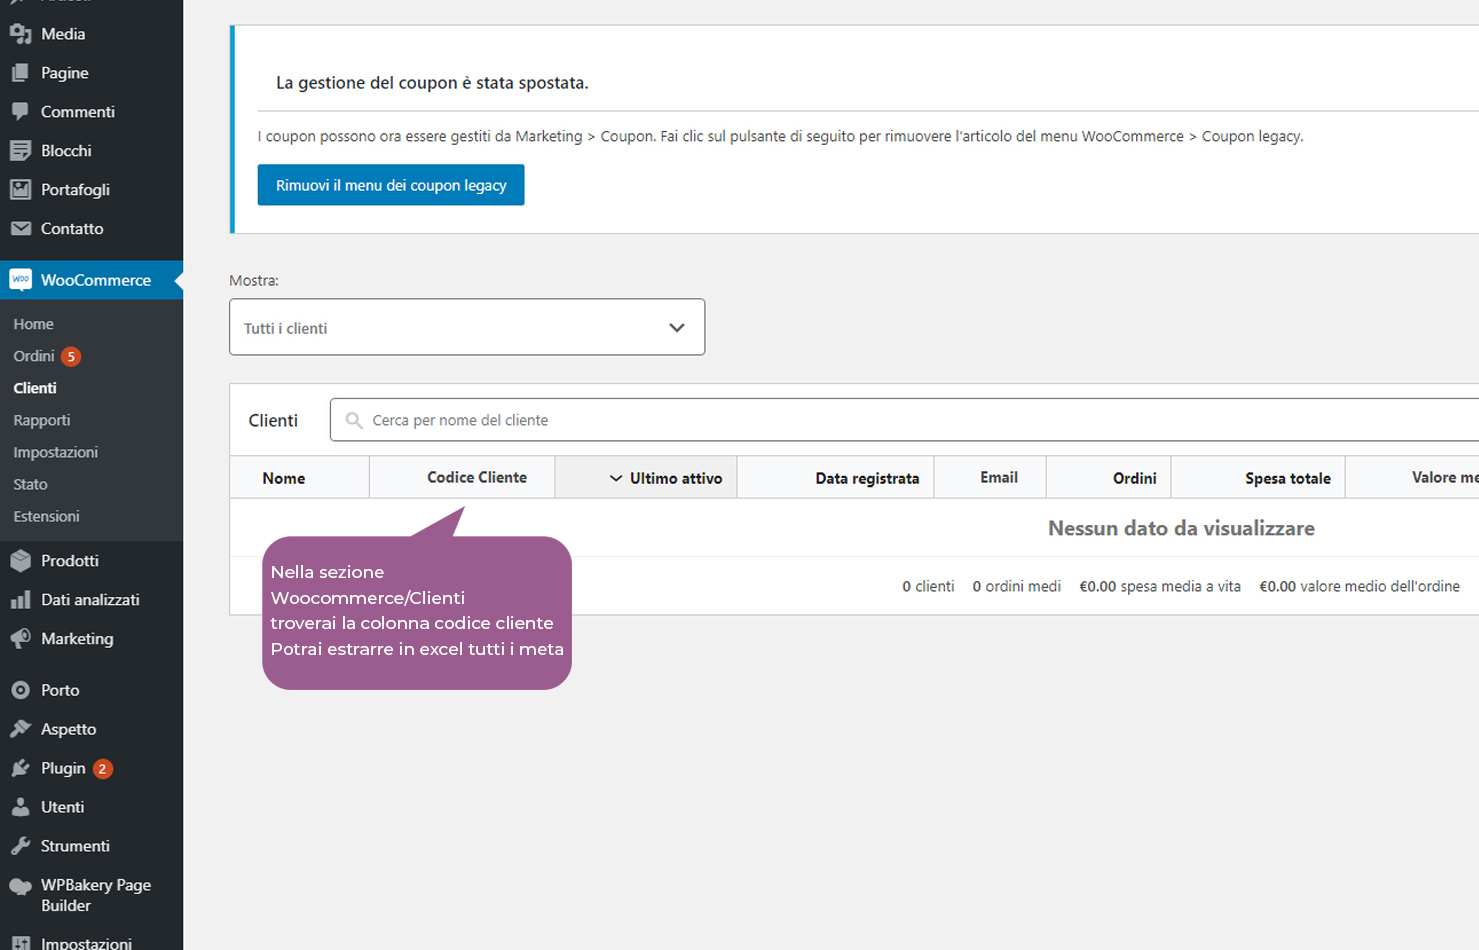 Media
Pagine
Commenti
Blocchi
Portafogli
Contatto
WOO WooCommerce
Home
Ordini 5
Clienti
Rapporti
Impostazioni
Stato
Estensioni
Prodotti
Dati analizzati
Marketing
Porto
Aspetto
Plugin 2
Utenti
Strumenti
WPBakery Page
Builder
Impostazioni
La gestione del coupon è stata spostata.
I coupon possono ora essere gestiti da Marketing > Coupon. Fai clic sul pulsante di seguito per rimuovere l'articolo del menu WooCommerce > Coupon legacy.
Rimuovi il menu dei coupon legacy
Mostra:
Tutti i clienti
Clienti
Cerca per nome del cliente
Nome Codice Cliente Ultimo attivo Data registrata Email Ordini Spesa totale Valore me
Nessun dato da visualizzare
0 clienti 0 ordini medi €0.00 spesa media a vita €0.00 valore medio dell'ordine
Nella sezione
Woocommerce/Clienti
troverai la colonna codice cliente
Potrai estrarre in excel tutti i meta